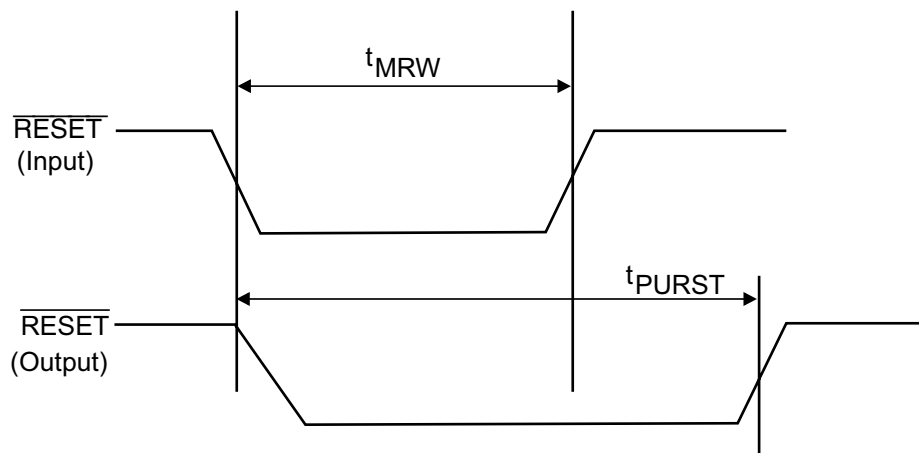 tMRW
RESET
(Input)
tPURST
RESET
(Output)